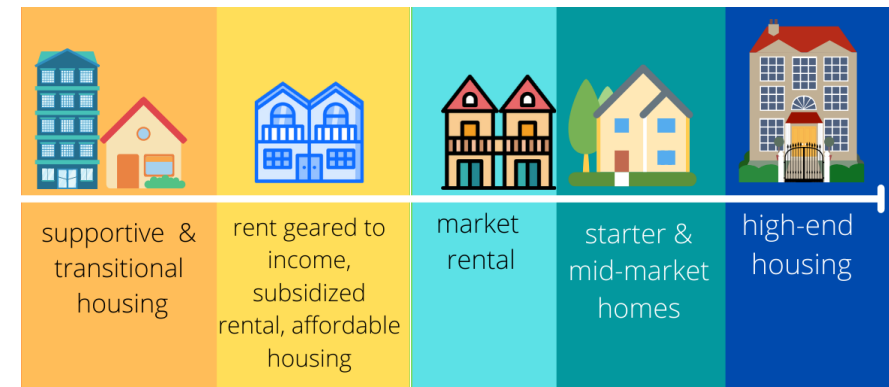 supportive &
transitional
housing
rent geared to
income,
subsidized
rental, affordable
housing
market
rental
starter &
mid-market
homes
high-end
housing